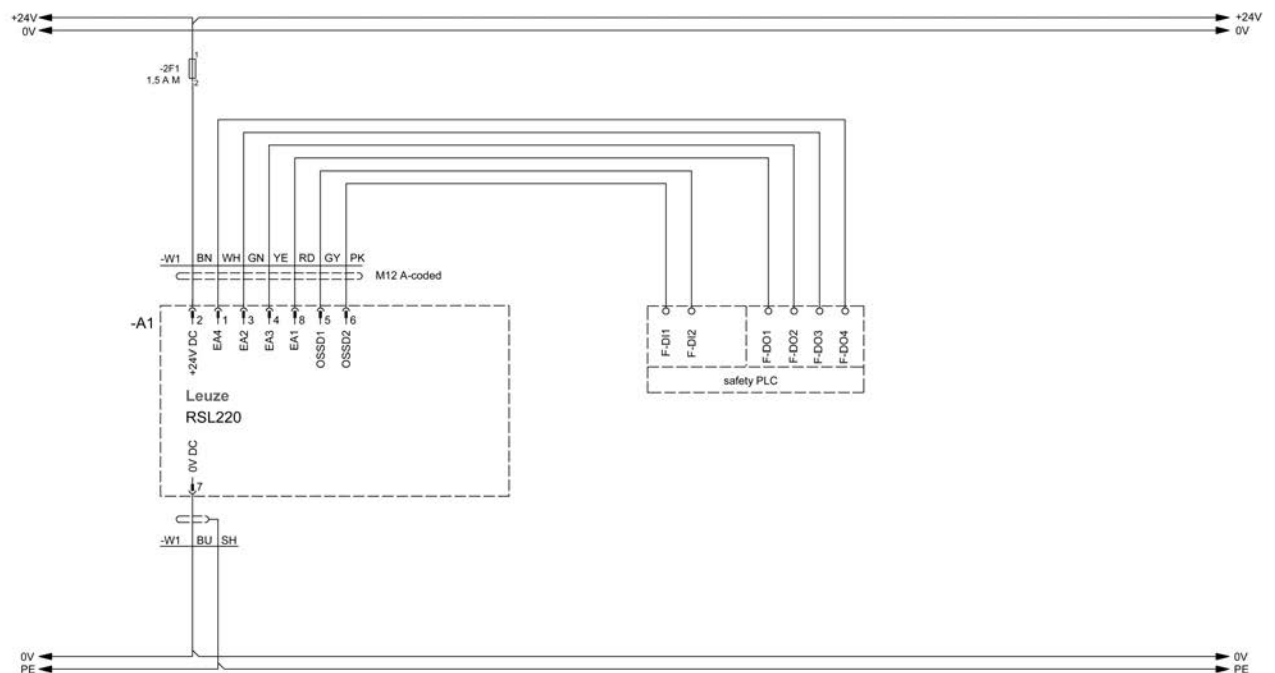 +24V
+24V
0V
0V
-2F1
1,5 A M
1
2
-W1 BN WH GN YE RD GY PK
M12 A-coded
-A1
2 1 3 4 8 5 6
+24V DC
EA4
EA2
EA3
EA1
OSSD1
OSSD2
F-DI1
F-DI2
F-DO1
F-DO2
F-DO3
F-DO4
safety PLC
Leuze
RSL220
0V DC
7
-W1 BU SH
0V
0V
PE
PE